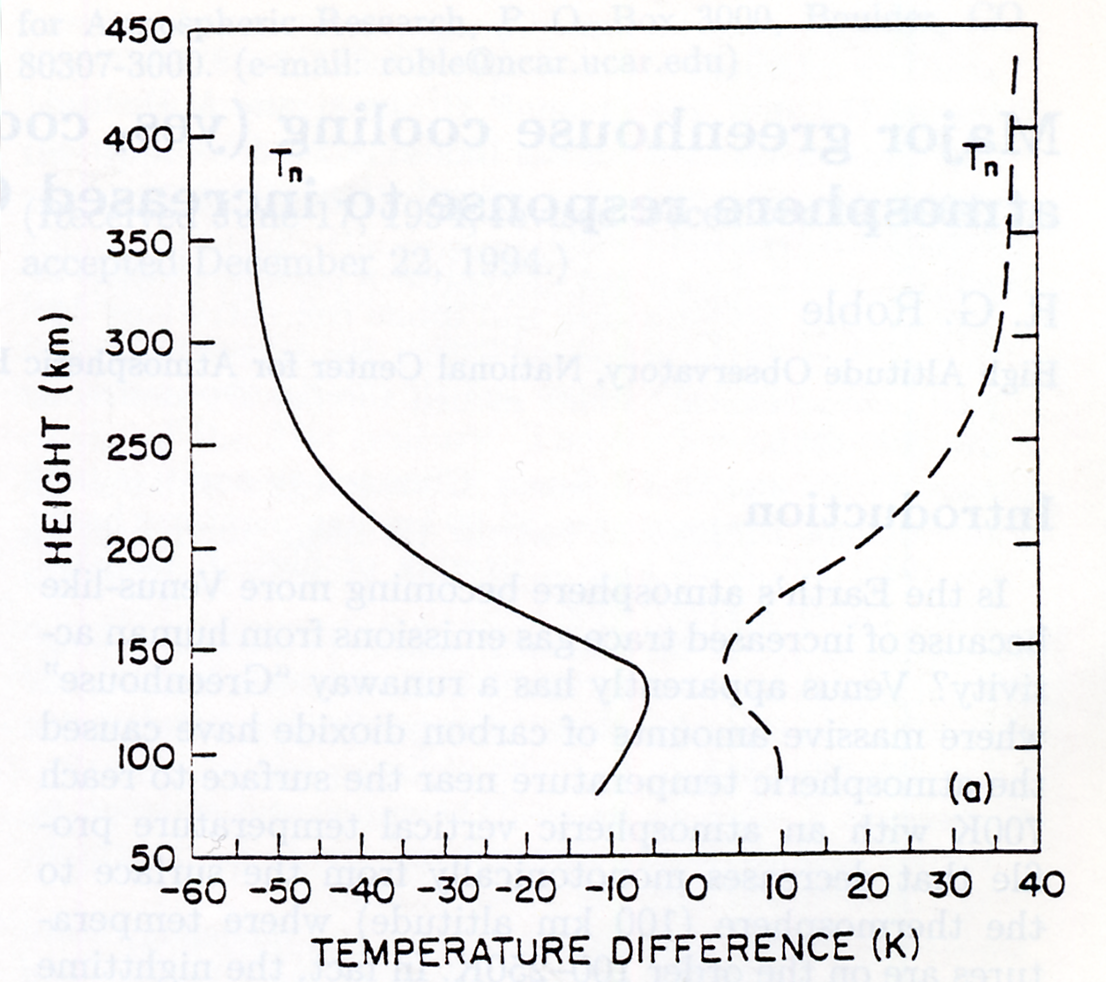 for Atmospheric Research, P. O. Box 3000, Boulder, CO
80307-3000. (e-mail: roble@ncar.ucar.edu)
Major greenhouse cooling (yes, coo
atmosphere response to increased
accepted December 22, 1994.)
R. G. Roble
High Altitude Observatory, National Center for Atmospheric
Introduction
Is the Earth's atmosphere becoming more Venus-like
because of increased trace gas emissions from human ac-
tivity? Venus apparently has a runaway "Greenhouse"
where massive amounts of carbon dioxide have caused
the atmospheric temperature near the surface to reach
700K with an atmospheric vertical temperature pro-
file that decreases monotonically from the surface to
the thermosphere (100 km altitude) where tempera-
tures are on the order 100-250K. In fact, the nighttime
450
400
350
300
250
200
150
100
50
HEIGHT (km)
Tn
Tn
(a)
-60 -50 -40 -30 -20 -10 0 10 20 30 40
TEMPERATURE DIFFERENCE (K)